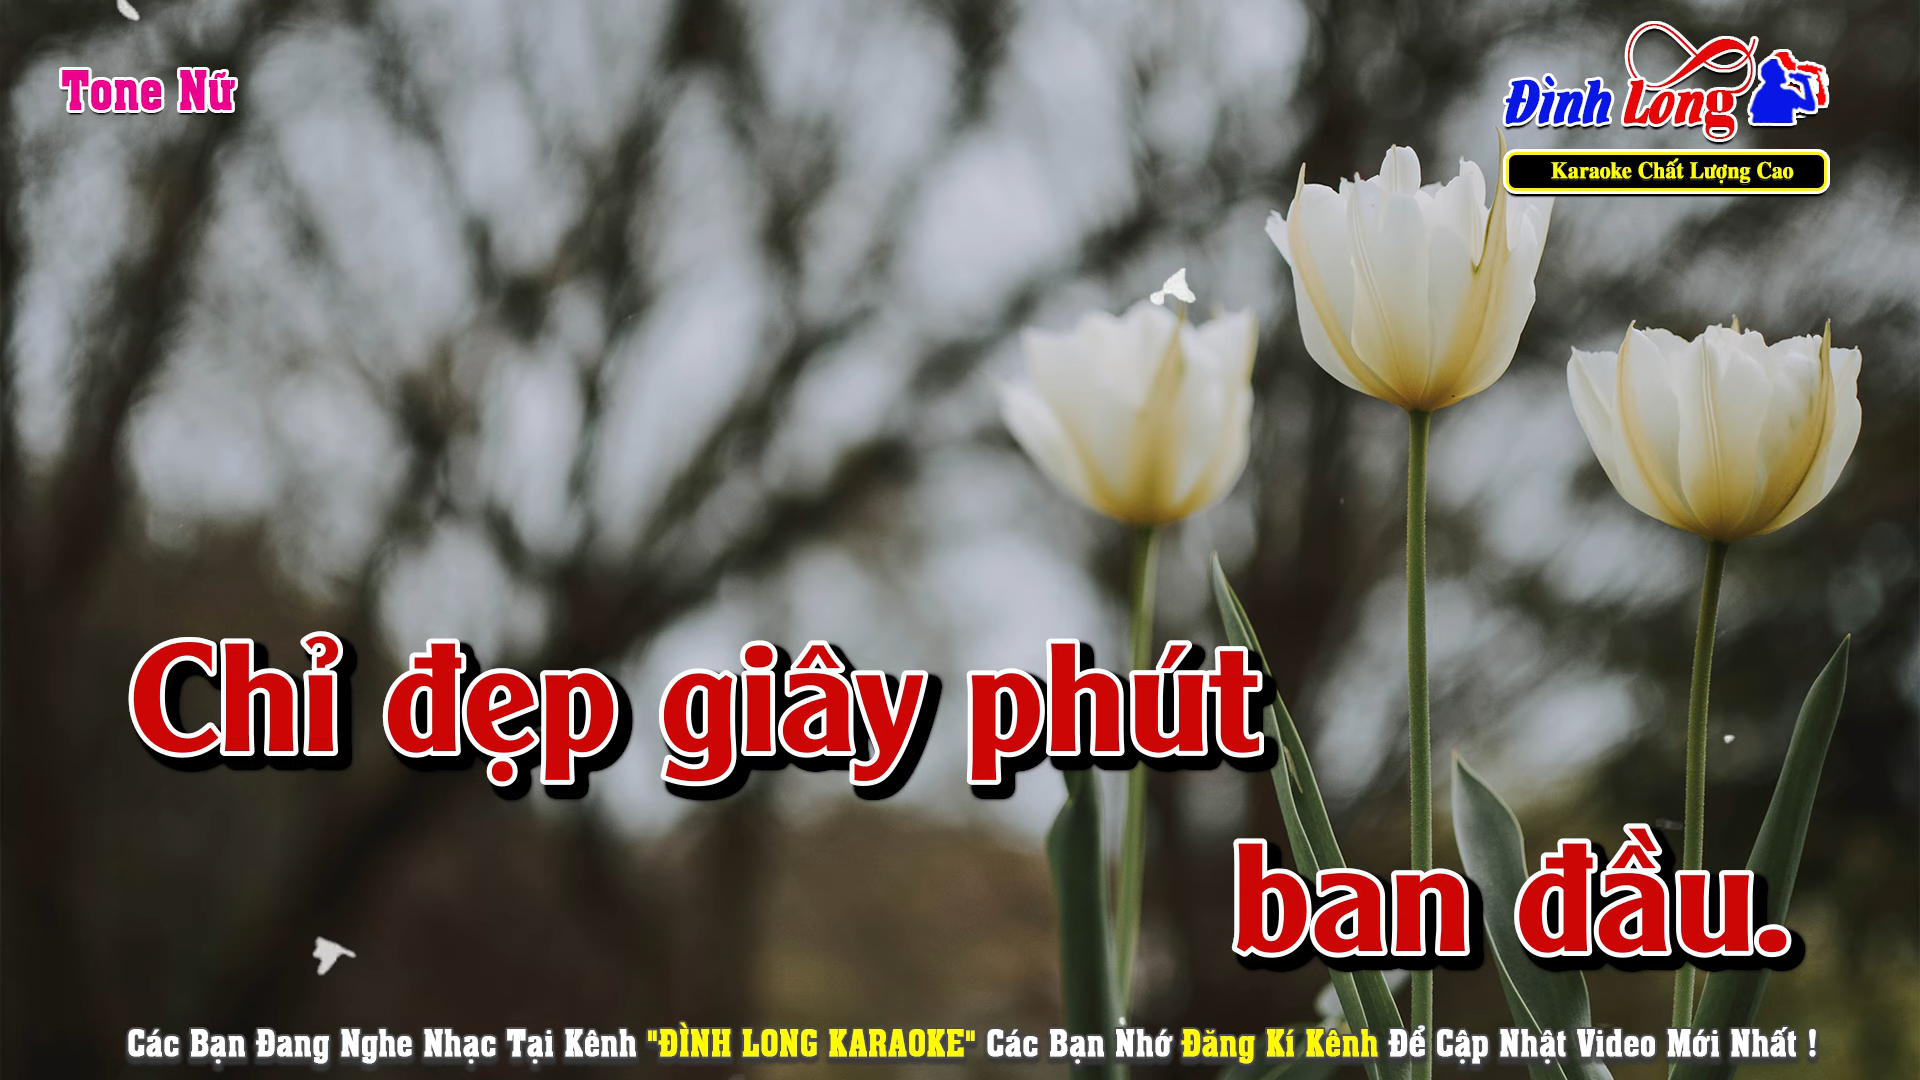 Tone Nữ
Đình Long
Karaoke Chất Lượng Cao
Chỉ đẹp giây phút
ban đầu.
Các Bạn Đang Nghe Nhạc Tại Kênh "ĐÌNH LONG KARAOKE" Các Bạn Nhớ Đăng Kí Kênh Để Cập Nhật Video Mới Nhất !